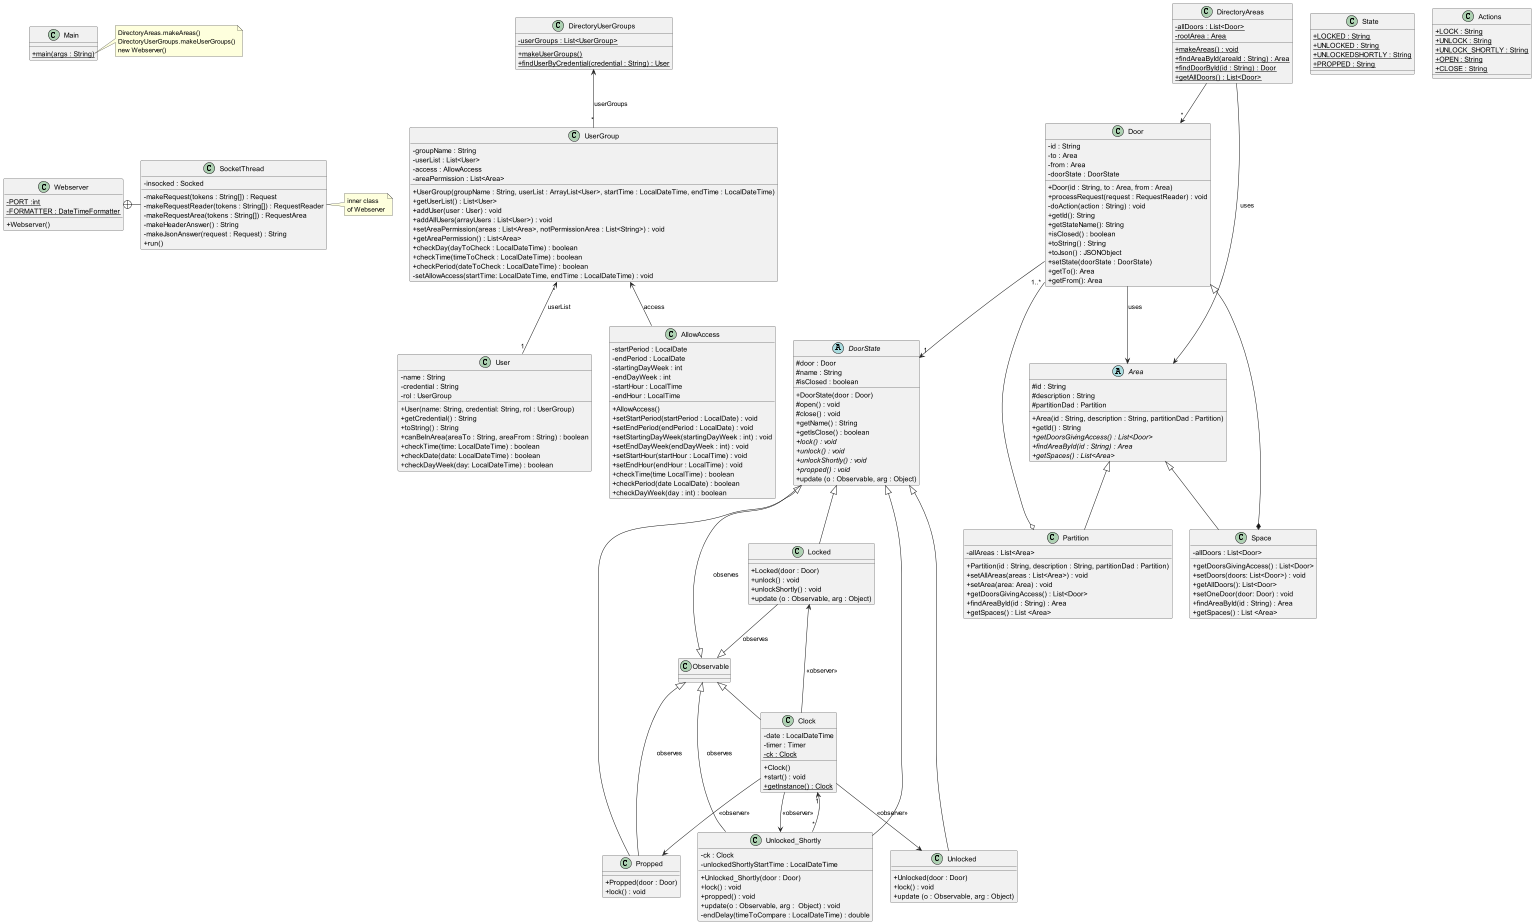 C Main
+main(args : String)
DirectoryAreas.makeAreas()
DirectoryUserGroups.makeUserGroups()
new Webserver()
C DirectoryUserGroups
-userGroups : List<UserGroup>
+makeUserGroups()
+findUserByCredential(credential : String) : User
C DirectoryAreas
-allDoors : List<Door>
-rootArea : Area
+makeAreas() : void
+findAreaById(areaId : String) : Area
+findDoorById(id : String) : Door
+getAllDoors() : List<Door>
C State
+LOCKED : String
+UNLOCKED : String
+UNLOCKEDSHORTLY : String
+PROPPED : String
C Actions
+LOCK : String
+UNLOCK : String
+UNLOCK_SHORTLY : String
+OPEN : String
+CLOSE : String
userGroups
*
*
uses
C Webserver
-PORT :int
-FORMATTER : DateTimeFormatter
+Webserver()
C SocketThread
-insocked : Socked
-makeRequest(tokens : String[]) : Request
-makeRequestReader(tokens : String[]) : RequestReader
-makeRequestArea(tokens : String[]) : RequestArea
-makeHeaderAnswer() : String
-makeJsonAnswer(request : Request) : String
+run()
inner class
of Webserver
C UserGroup
-groupName : String
-userList : List<User>
-access : AllowAccess
-areaPermission : List<Area>
+UserGroup(groupName : String, userList : ArrayList<User>, startTime : LocalDateTime, endTime : LocalDateTime)
+getUserList() : List<User>
+addUser(user : User) : void
+addAllUsers(arrayUsers : List<User>) : void
+setAreaPermission(areas : List<Area>, notPermissionArea : List<String>) : void
+getAreaPermission() : List<Area>
+checkDay(dayToCheck : LocalDateTime) : boolean
+checkTime(timeToCheck : LocalDateTime) : boolean
+checkPeriod(dateToCheck : LocalDateTime) : boolean
-setAllowAccess(startTime: LocalDateTime, endTime : LocalDateTime) : void
C Door
-id : String
-to : Area
-from : Area
-doorState : DoorState
+Door(id : String, to : Area, from : Area)
+processRequest(request : RequestReader) : void
-doAction(action : String) : void
+getId(): String
+getStateName(): String
+isClosed() : boolean
+toString() : String
+toJson() : JSONObject
+setState(doorState : DoorState)
+getTo(): Area
+getFrom(): Area
*
userList
1
access
1..*
1
uses
C User
-name : String
-credential : String
-rol : UserGroup
+User(name: String, credential: String, rol : UserGroup)
+getCredential() : String
+toString() : String
+canBeInArea(areaTo : String, areaFrom : String) : boolean
+checkTime(time: LocalDateTime) : boolean
+checkDate(date: LocalDateTime) : boolean
+checkDayWeek(day: LocalDateTime) : boolean
C AllowAccess
-startPeriod : LocalDate
-endPeriod : LocalDate
-startingDayWeek : int
-endDayWeek : int
-startHour : LocalTime
-endHour : LocalTime
+AllowAccess()
+setStartPeriod(startPeriod : LocalDate) : void
+setEndPeriod(endPeriod : LocalDate) : void
+setStartingDayWeek(startingDayWeek : int) : void
+setEndDayWeek(endDayWeek : int) : void
+setStartHour(startHour : LocalTime) : void
+setEndHour(endHour : LocalTime) : void
+checkTime(time LocalTime) : boolean
+checkPeriod(date LocalDate) : boolean
+checkDayWeek(day : int) : boolean
A DoorState
#door : Door
#name : String
#isClosed : boolean
+DoorState(door : Door)
#open() : void
#close() : void
+getName() : String
+getIsClose() : boolean
+lock() : void
+unlock() : void
+unlockShortly() : void
+propped() : void
+update (o : Observable, arg : Object)
A Area
#id : String
#description : String
#partitionDad : Partition
+Area(id : String, description : String, partitionDad : Partition)
+getId() : String
+getDoorsGivingAccess() : List<Door>
+findAreaById(id : String) : Area
+getSpaces() : List<Area>
C Partition
-allAreas : List<Area>
+Partition(id : String, description : String, partitionDad : Partition)
+setAllAreas(areas : List<Area>) : void
+setArea(area: Area) : void
+getDoorsGivingAccess() : List<Door>
+findAreaById(id : String) : Area
+getSpaces() : List <Area>
C Space
-allDoors : List<Door>
+getDoorsGivingAccess() : List<Door>
+setDoors(doors: List<Door>) : void
+getAllDoors(): List<Door>
+setOneDoor(door: Door) : void
+findAreaById(id : String) : Area
+getSpaces() : List <Area>
C Locked
+Locked(door : Door)
+unlock() : void
+unlockShortly() : void
+update (o : Observable, arg : Object)
observes
observes
C Observable
«observer»
C Clock
-date : LocalDateTime
-timer : Timer
-ck : Clock
+Clock()
+start() : void
+getInstance() : Clock
observes
observes
«observer»
«observer»
1
*
«observer»
C Propped
+Propped(door : Door)
+lock() : void
C Unlocked_Shortly
-ck : Clock
-unlockedShortlyStartTime : LocalDateTime
+Unlocked_Shortly(door : Door)
+lock() : void
+propped() : void
+update(o : Observable, arg :  Object) : void
-endDelay(timeToCompare : LocalDateTime) : double
C Unlocked
+Unlocked(door : Door)
+lock() : void
+update (o : Observable, arg : Object)